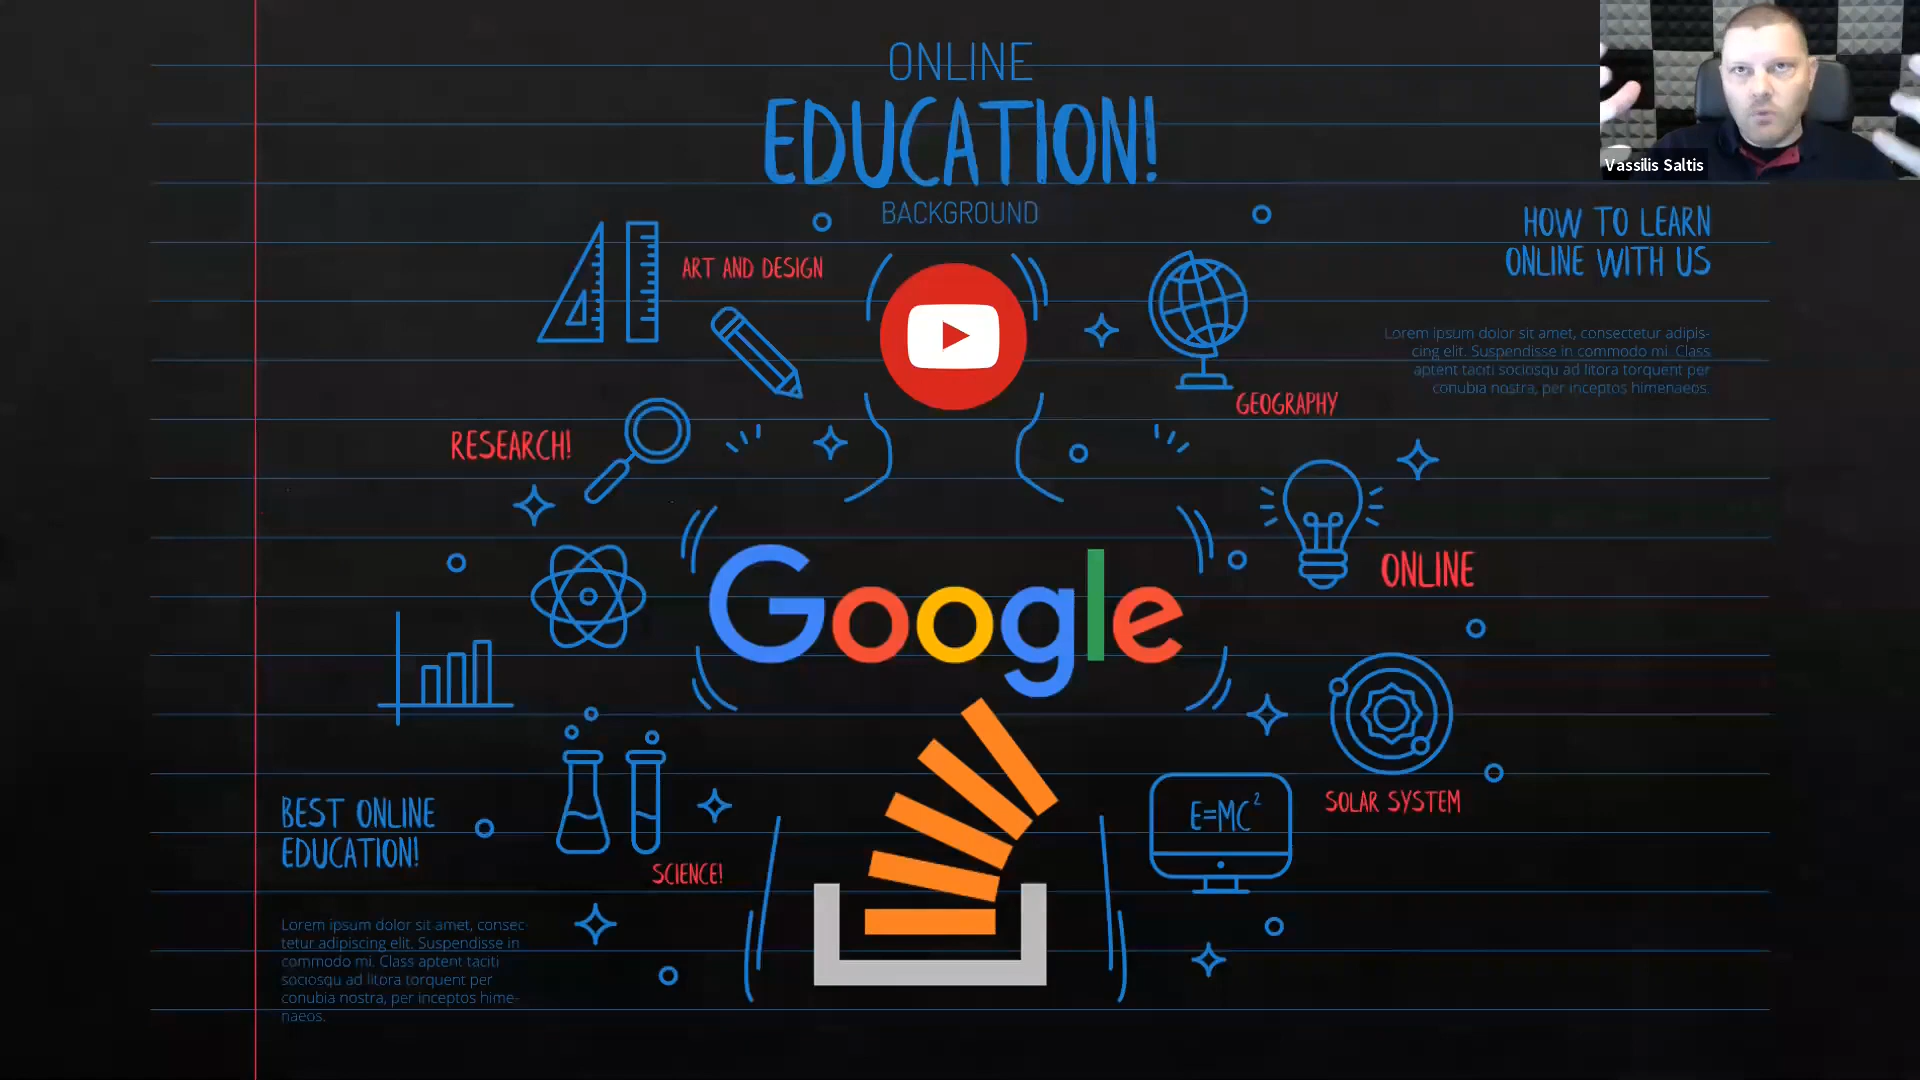 ONLINE
EDUCATION!
BACKGROUND
Vassilis Saltis
HOW TO LEARN
ONLINE WITH US
ART AND DESIGN
Lorem ipsum dolor sit amet, consectetur adipis-
cing elit. Suspendisse in commodo mi. Class
aptent taciti sociosqu ad litora torquent per
conubia nostra, per inceptos himenaeos.
GEOGRAPHY
RESEARCH!
ONLINE
Google
E=MC²
SOLAR SYSTEM
BEST ONLINE
EDUCATION!
SCIENCE!
Lorem ipsum dolor sit amet, consec-
tetur adipiscing elit. Suspendisse in
commodo mi. Class aptent taciti
sociosqu ad litora torquent per
conubia nostra, per inceptos hime-
naeos.